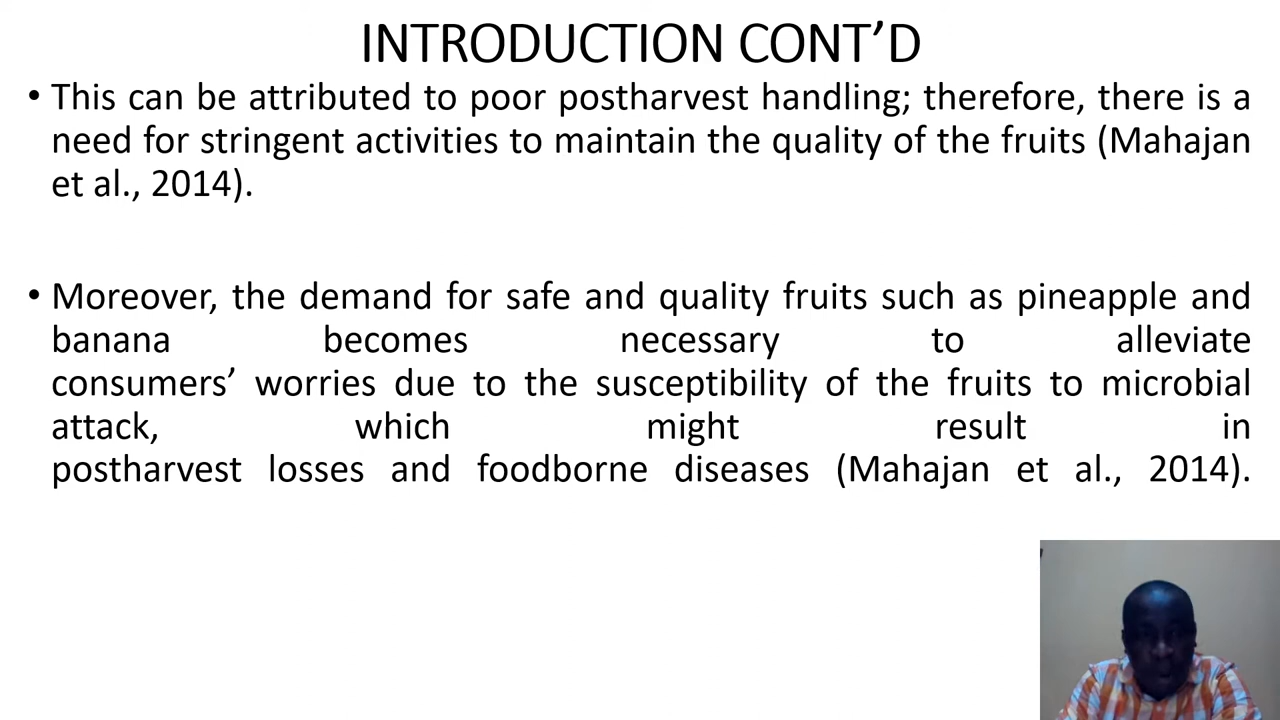 INTRODUCTION CONT’D
• This can be attributed to poor postharvest handling; therefore, there is a
need for stringent activities to maintain the quality of the fruits (Mahajan
et al., 2014).
• Moreover, the demand for safe and quality fruits such as pineapple and
banana becomes necessary to alleviate
consumers’ worries due to the susceptibility of the fruits to microbial
attack, which might result in
postharvest losses and foodborne diseases (Mahajan et al., 2014).